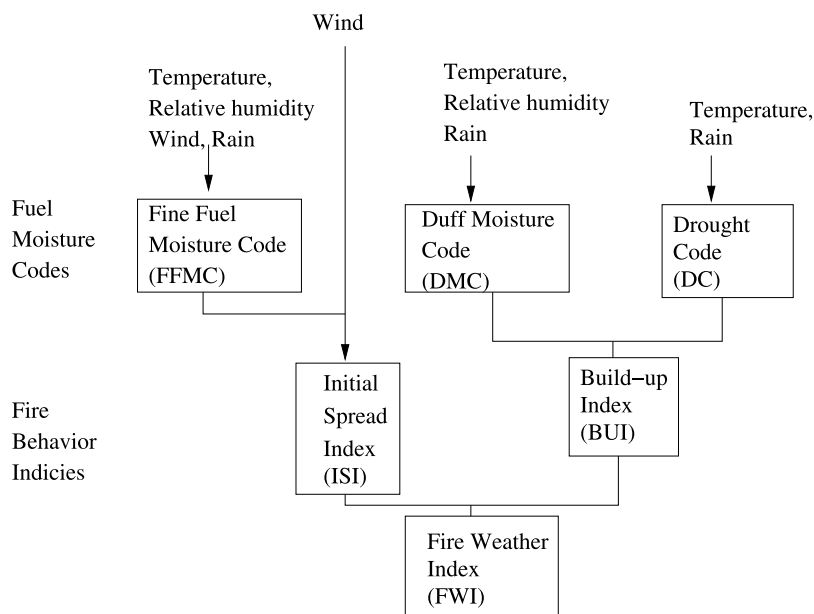 Wind
Temperature,
Relative humidity
Wind, Rain
Temperature,
Relative humidity
Rain
Temperature,
Rain
Fuel
Moisture
Codes
Fine Fuel
Moisture Code
(FFMC)
Duff Moisture
Code
(DMC)
Drought
Code
(DC)
Fire
Behavior
Indicies
Initial
Spread
Index
(ISI)
Build−up
Index
(BUI)
Fire Weather
Index
(FWI)